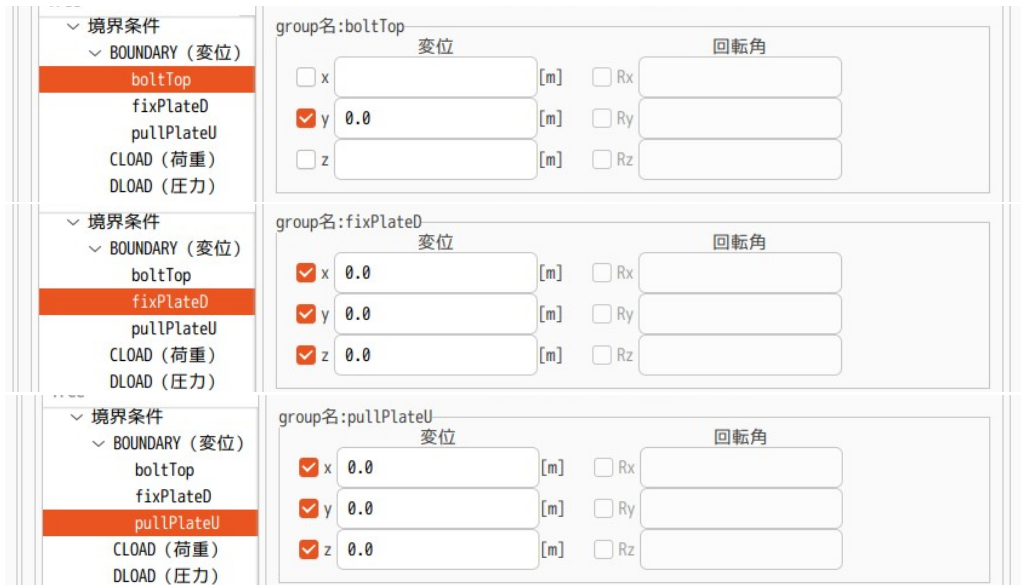 境界条件
BOUNDARY (変位)
boltTop
fixPlateD
pullPlateU
CLOAD (荷重)
DLOAD (圧力)
group名:boltTop
変位 回転角
x [m] Rx
y 0.0 [m] Ry
z [m] Rz
境界条件
BOUNDARY (変位)
boltTop
fixPlateD
pullPlateU
CLOAD (荷重)
DLOAD (圧力)
group名:fixPlateD
変位 回転角
x 0.0 [m] Rx
y 0.0 [m] Ry
z 0.0 [m] Rz
境界条件
BOUNDARY (変位)
boltTop
fixPlateD
pullPlateU
CLOAD (荷重)
DLOAD (圧力)
group名:pullPlateU
変位 回転角
x 0.0 [m] Rx
y 0.0 [m] Ry
z 0.0 [m] Rz